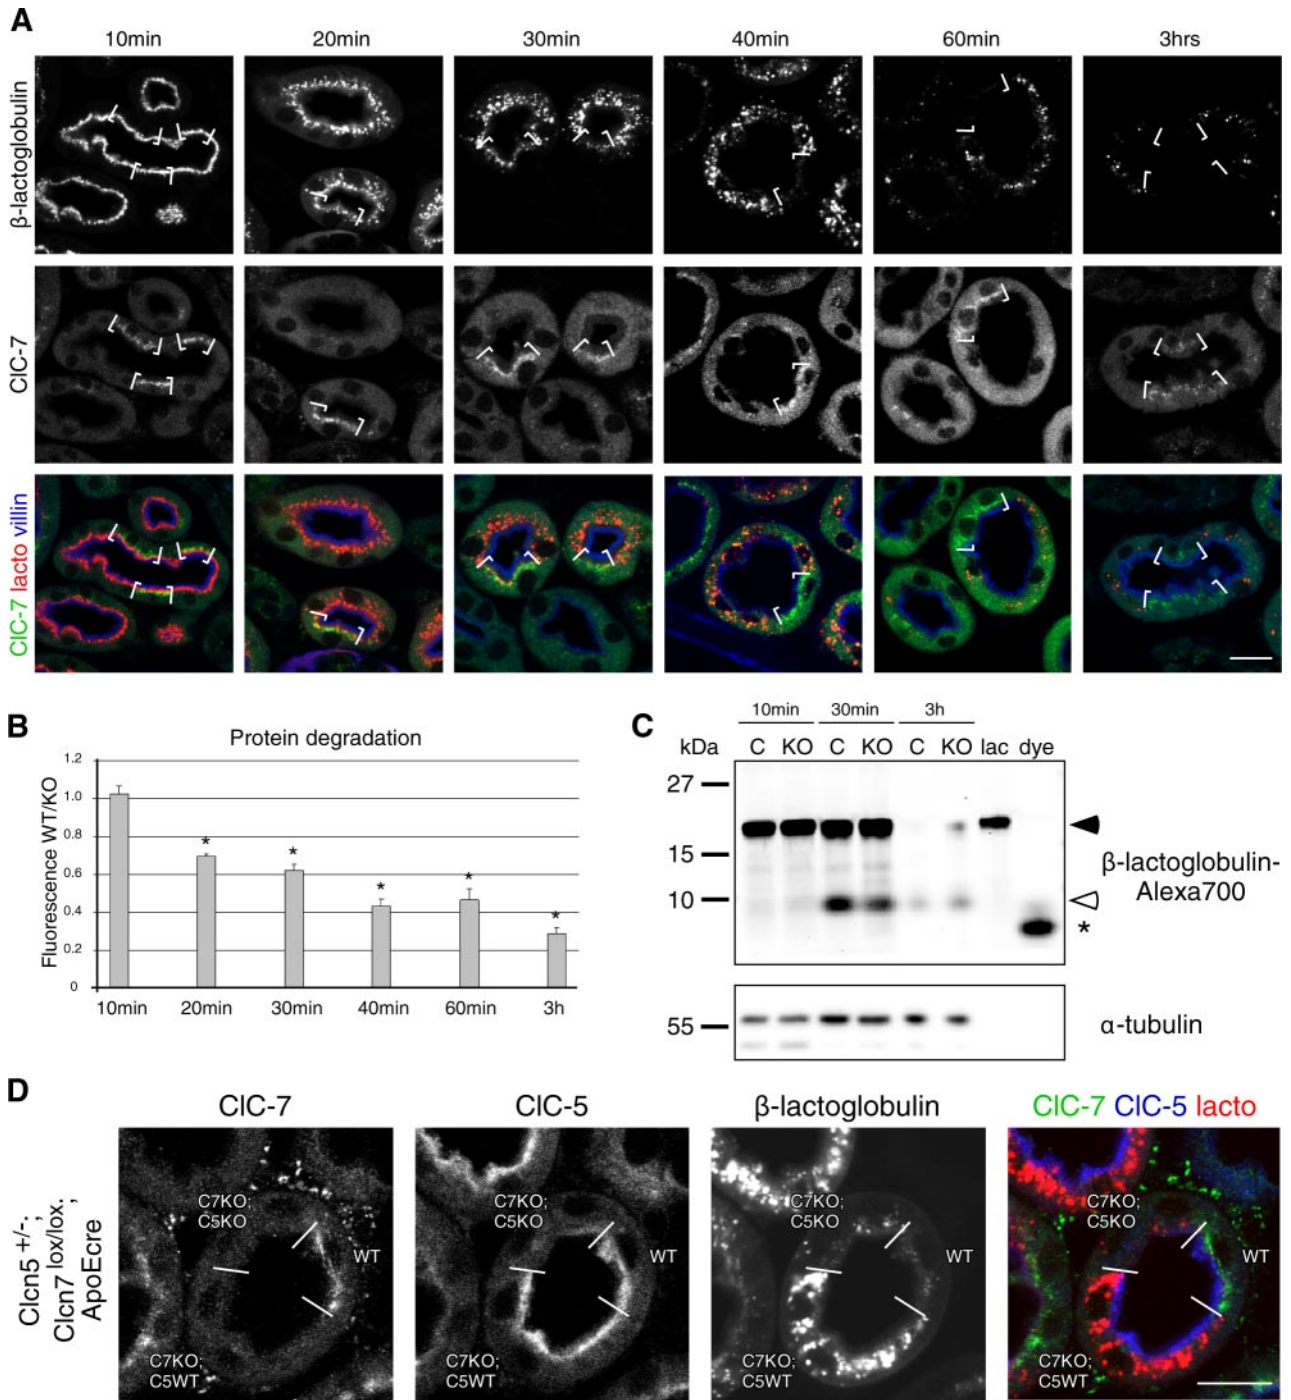 A
10min 20min 30min 40min 60min 3hrs
β-lactoglobulin
ClC-7
ClC-7 lacto villin
B
Protein degradation
Fluorescence WT/KO
1.2
1.0
0.8
0.6
0.4
0.2
0
* * * * *
10min 20min 30min 40min 60min 3h
C
10min 30min 3h
kDa C KO C KO C KO lac dye
27
15
10
β-lactoglobulin-
Alexa700
*
55
α-tubulin
D
ClC-7 ClC-5 β-lactoglobulin ClC-7 ClC-5 lacto
Clcn5 +/-;
Clcn7 lox/lox;
ApoEcre
C7KO;
C5KO
WT
C7KO;
C5WT
C7KO;
C5KO
WT
C7KO;
C5WT
C7KO;
C5KO
WT
C7KO;
C5WT
C7KO;
C5KO
WT
C7KO;
C5WT